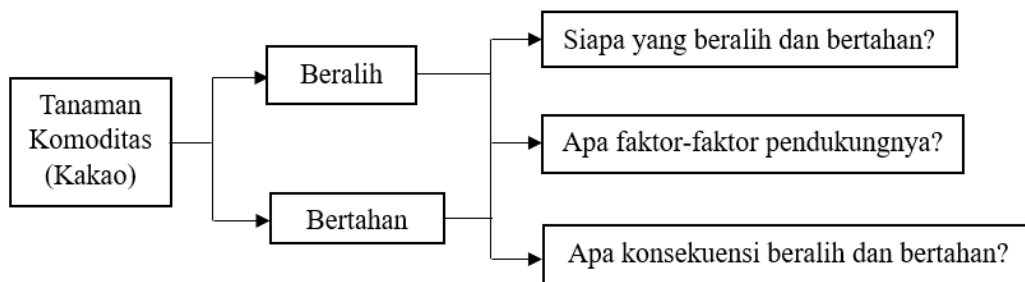 Tanaman
Komoditas
(Kakao)
Beralih
Bertahan
Siapa yang beralih dan bertahan?
Apa faktor-faktor pendukungnya?
Apa konsekuensi beralih dan bertahan?